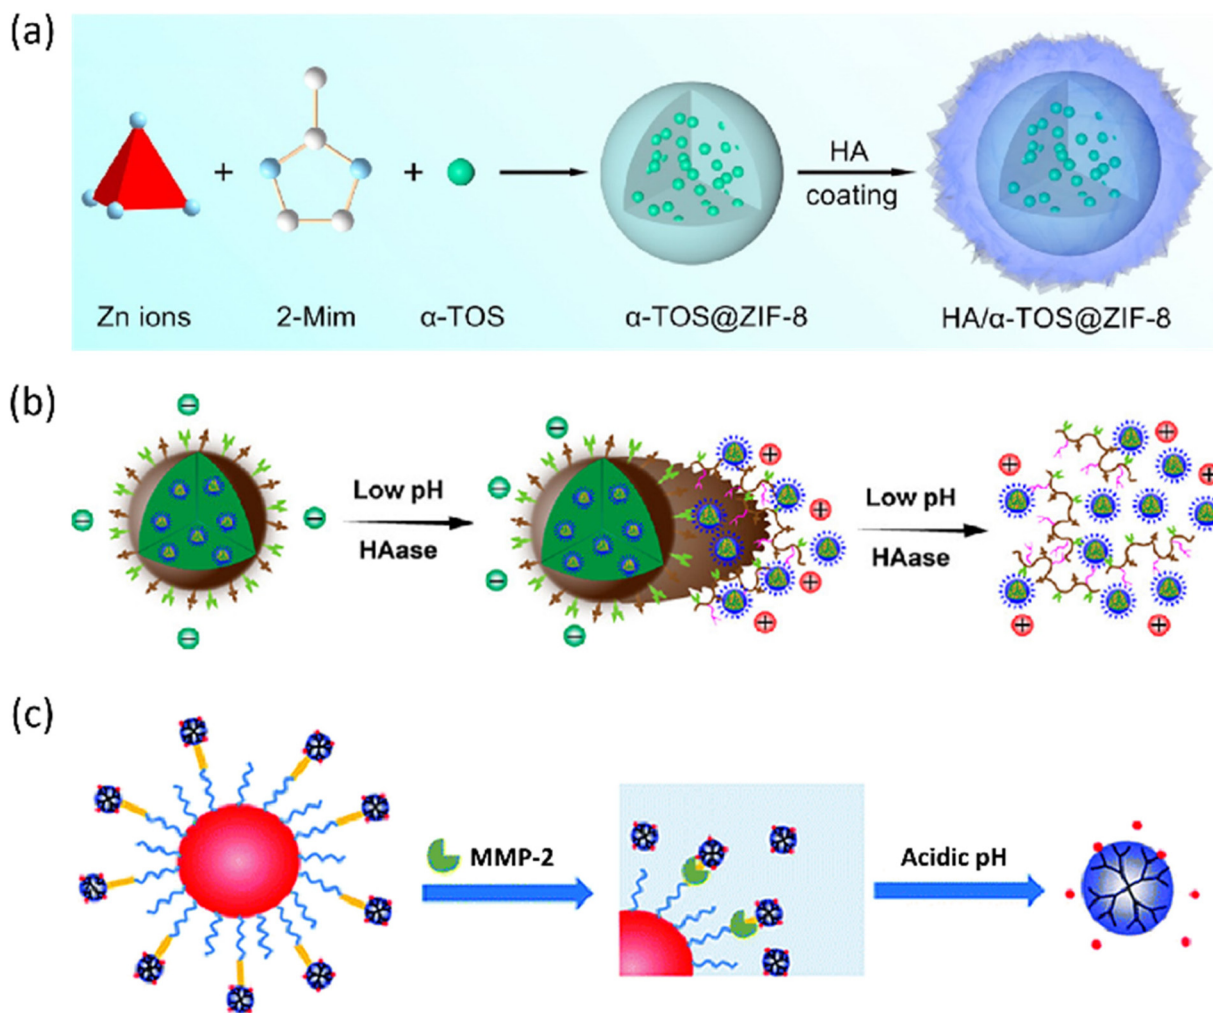 (a)
+
+
HA
coating
Zn ions
2-Mim
α-TOS
α-TOS@ZIF-8
HA/α-TOS@ZIF-8
(b)
Low pH
HAase
Low pH
HAase
(c)
MMP-2
Acidic pH